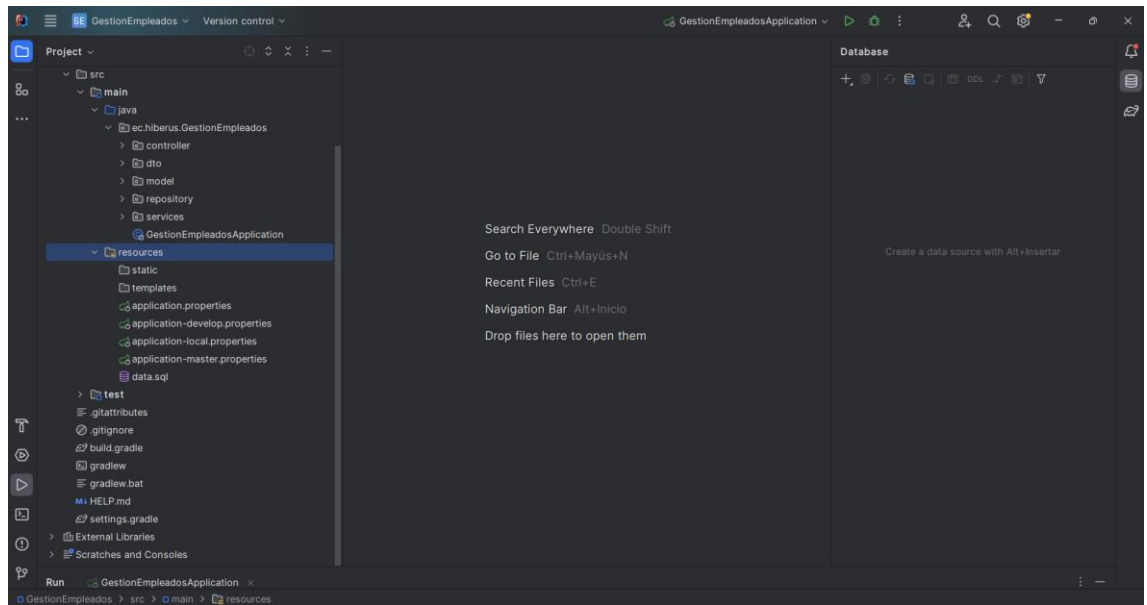 GE GestionEmpleados Version control GestionEmpleadosApplication
Project
src
main
java
ec.hiberus.GestionEmpleados
controller
dto
model
repository
services
GestionEmpleadosApplication
resources
static
templates
application.properties
application-develop.properties
application-local.properties
application-master.properties
data.sql
test
.gitattributes
.gitignore
build.gradle
gradlew
gradlew.bat
M↓ HELP.md
settings.gradle
External Libraries
Scratches and Consoles
Search Everywhere Double Shift
Go to File Ctrl+Mayús+N
Recent Files Ctrl+E
Navigation Bar Alt+Inicio
Drop files here to open them
Database
DDL
Create a data source with Alt+Insertar
Run GestionEmpleadosApplication
GestionEmpleados > src > main > resources